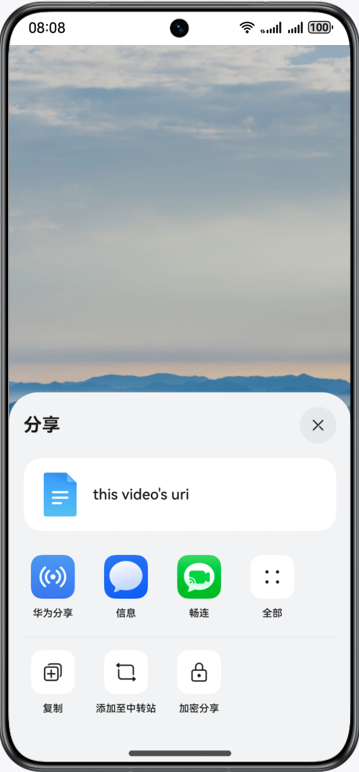 08:08
100
分享
this video's uri
华为分享
信息
畅连
全部
复制
添加至中转站
加密分享